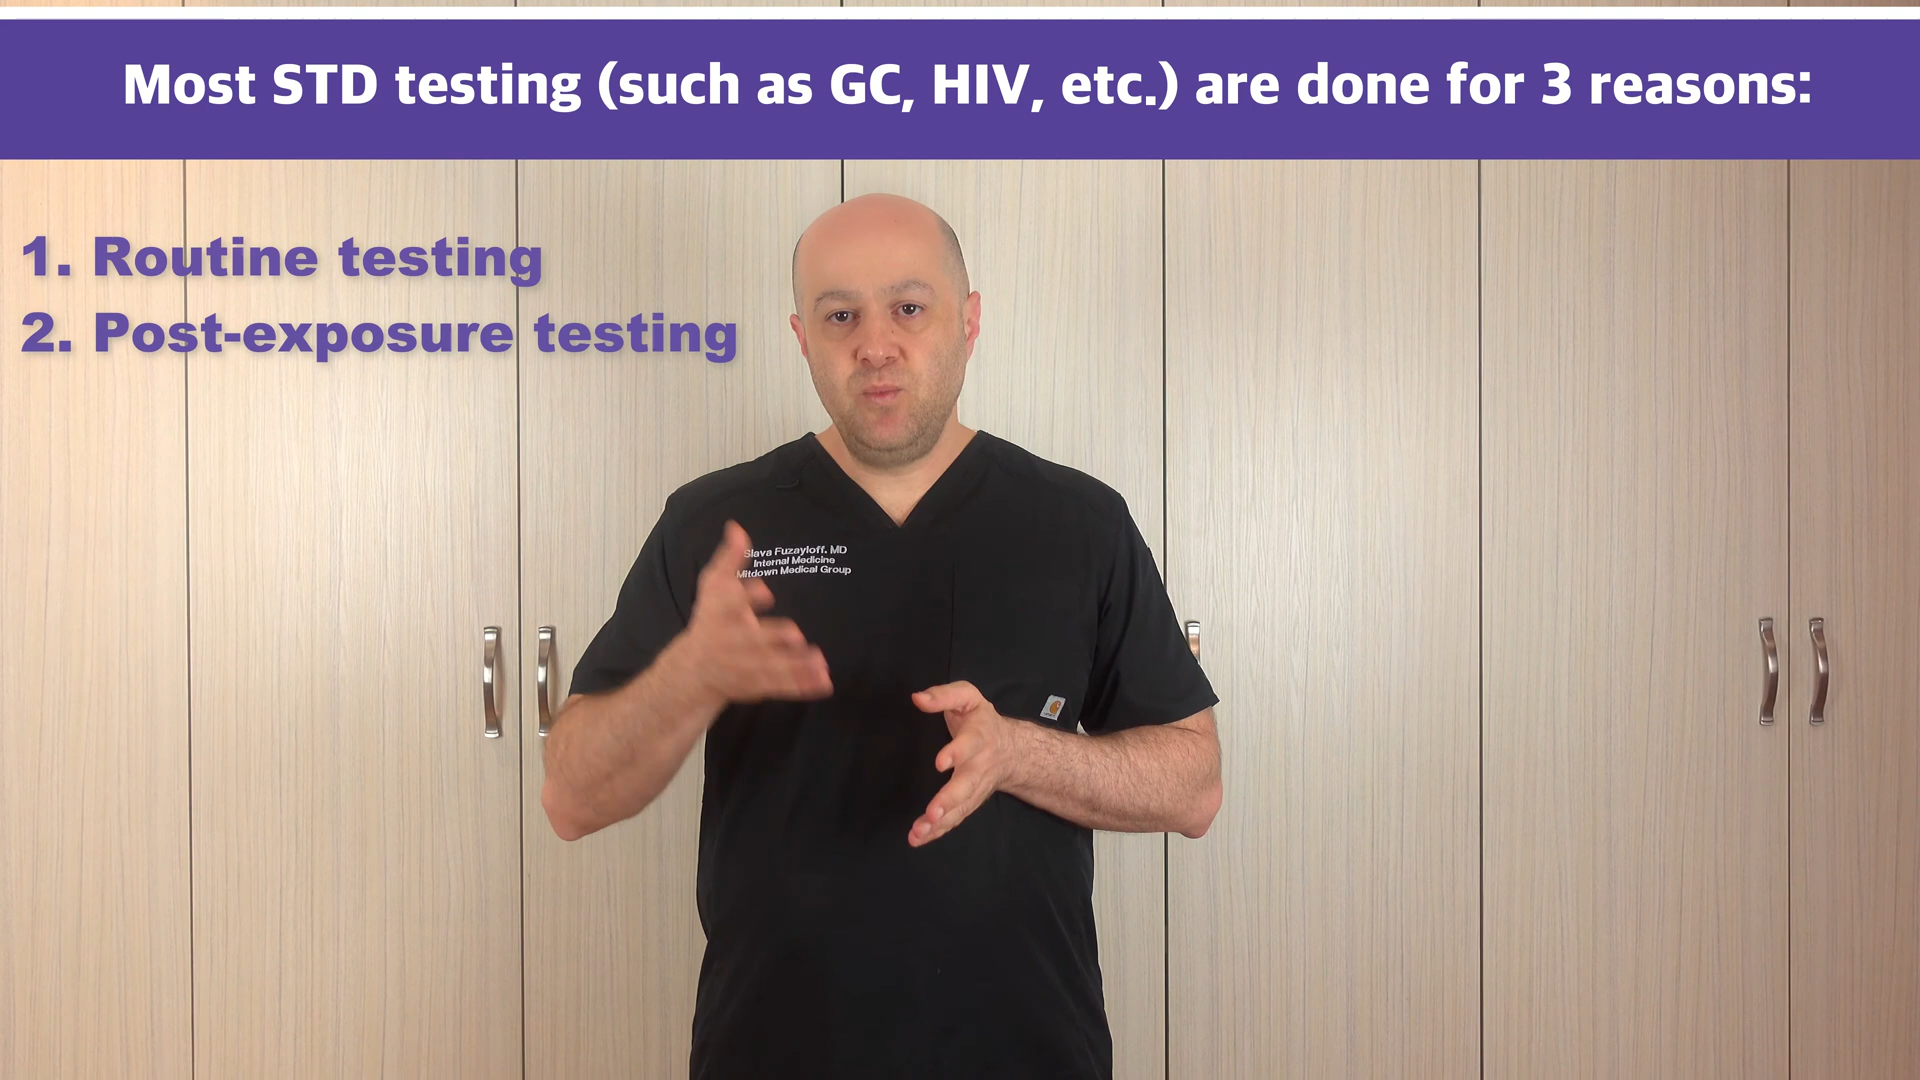 Most STD testing (such as GC, HIV, etc.) are done for 3 reasons:
1. Routine testing
2. Post-exposure testing
Slava Fuzayloff, MD
Internal Medicine
Mitdown Medical Group